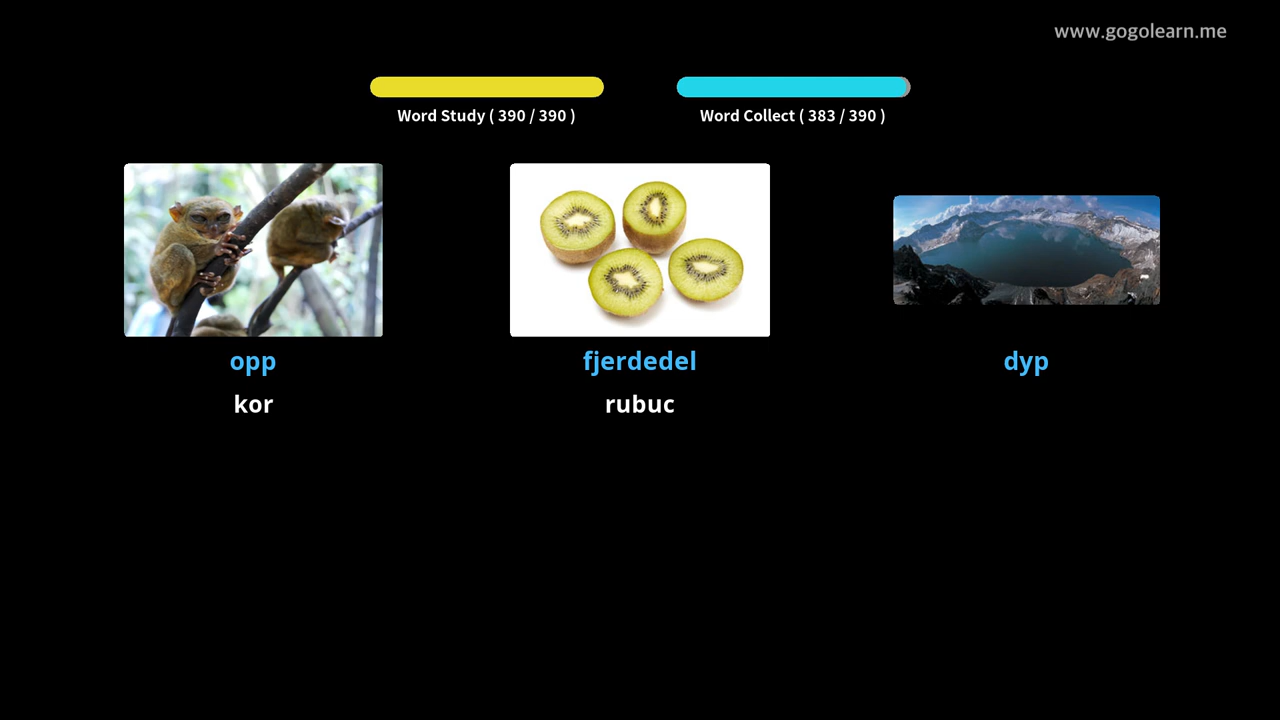 www.gogolearn.me
Word Study ( 390 / 390 )
Word Collect ( 383 / 390 )
opp
fjerdedel
dyp
kor
rubuc